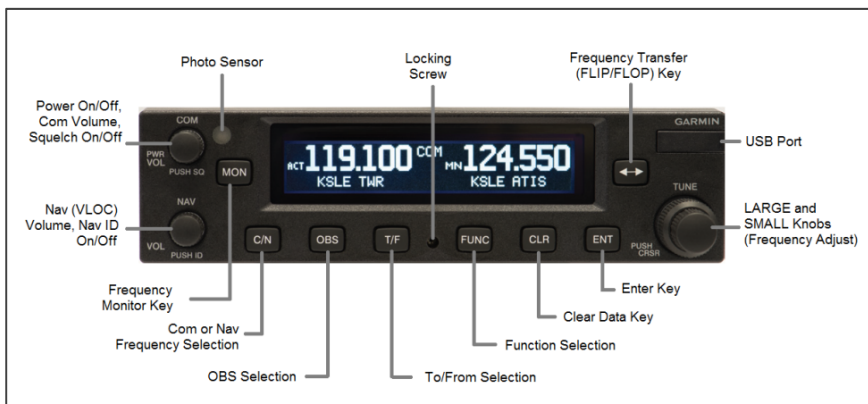 Photo Sensor
Locking
Screw
Frequency Transfer
(FLIP/FLOP) Key
Power On/Off,
Com Volume,
Squelch On/Off
COM
PWR
VOL
PUSH SQ
GARMIN
USB Port
ACT 119.100 COM MN 124.550
KSLE TWR KSLE ATIS
MON
TUNE
Nav (VLOC)
Volume, Nav ID
On/Off
NAV
VOL
PUSH ID
C/N OBS T/F FUNC CLR ENT
PUSH
CRSR
LARGE and
SMALL Knobs
(Frequency Adjust)
Frequency
Monitor Key
Enter Key
Com or Nav
Frequency Selection
Clear Data Key
Function Selection
OBS Selection
To/From Selection